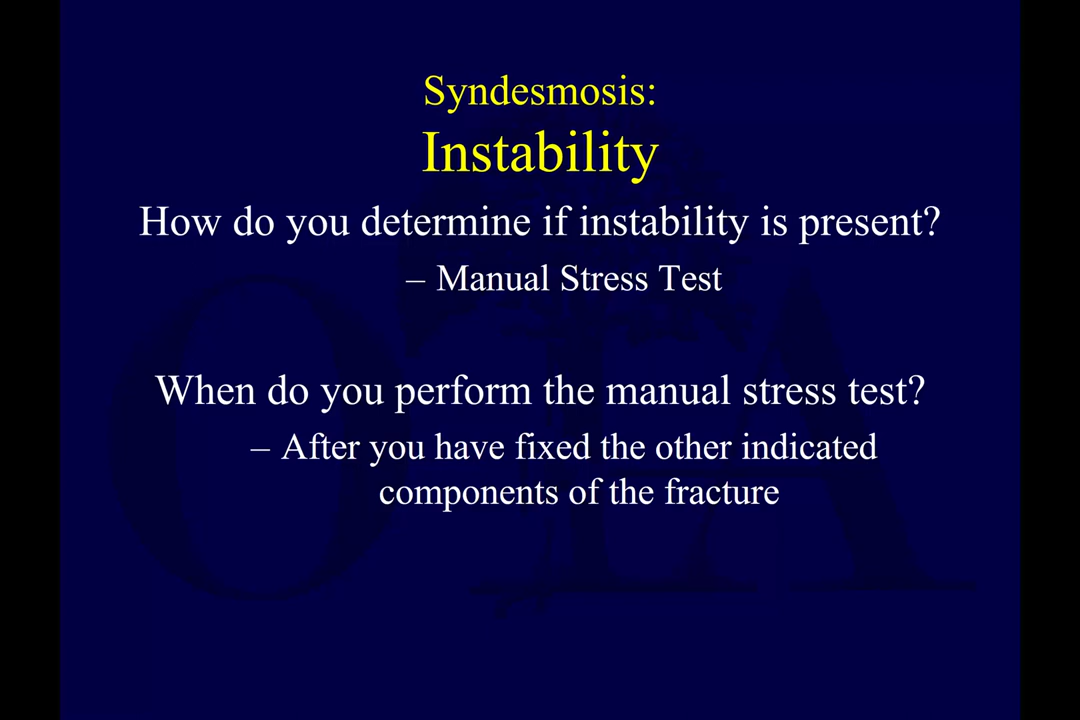 Syndesmosis:
Instability
How do you determine if instability is present?
– Manual Stress Test
When do you perform the manual stress test?
– After you have fixed the other indicated
components of the fracture
OTA